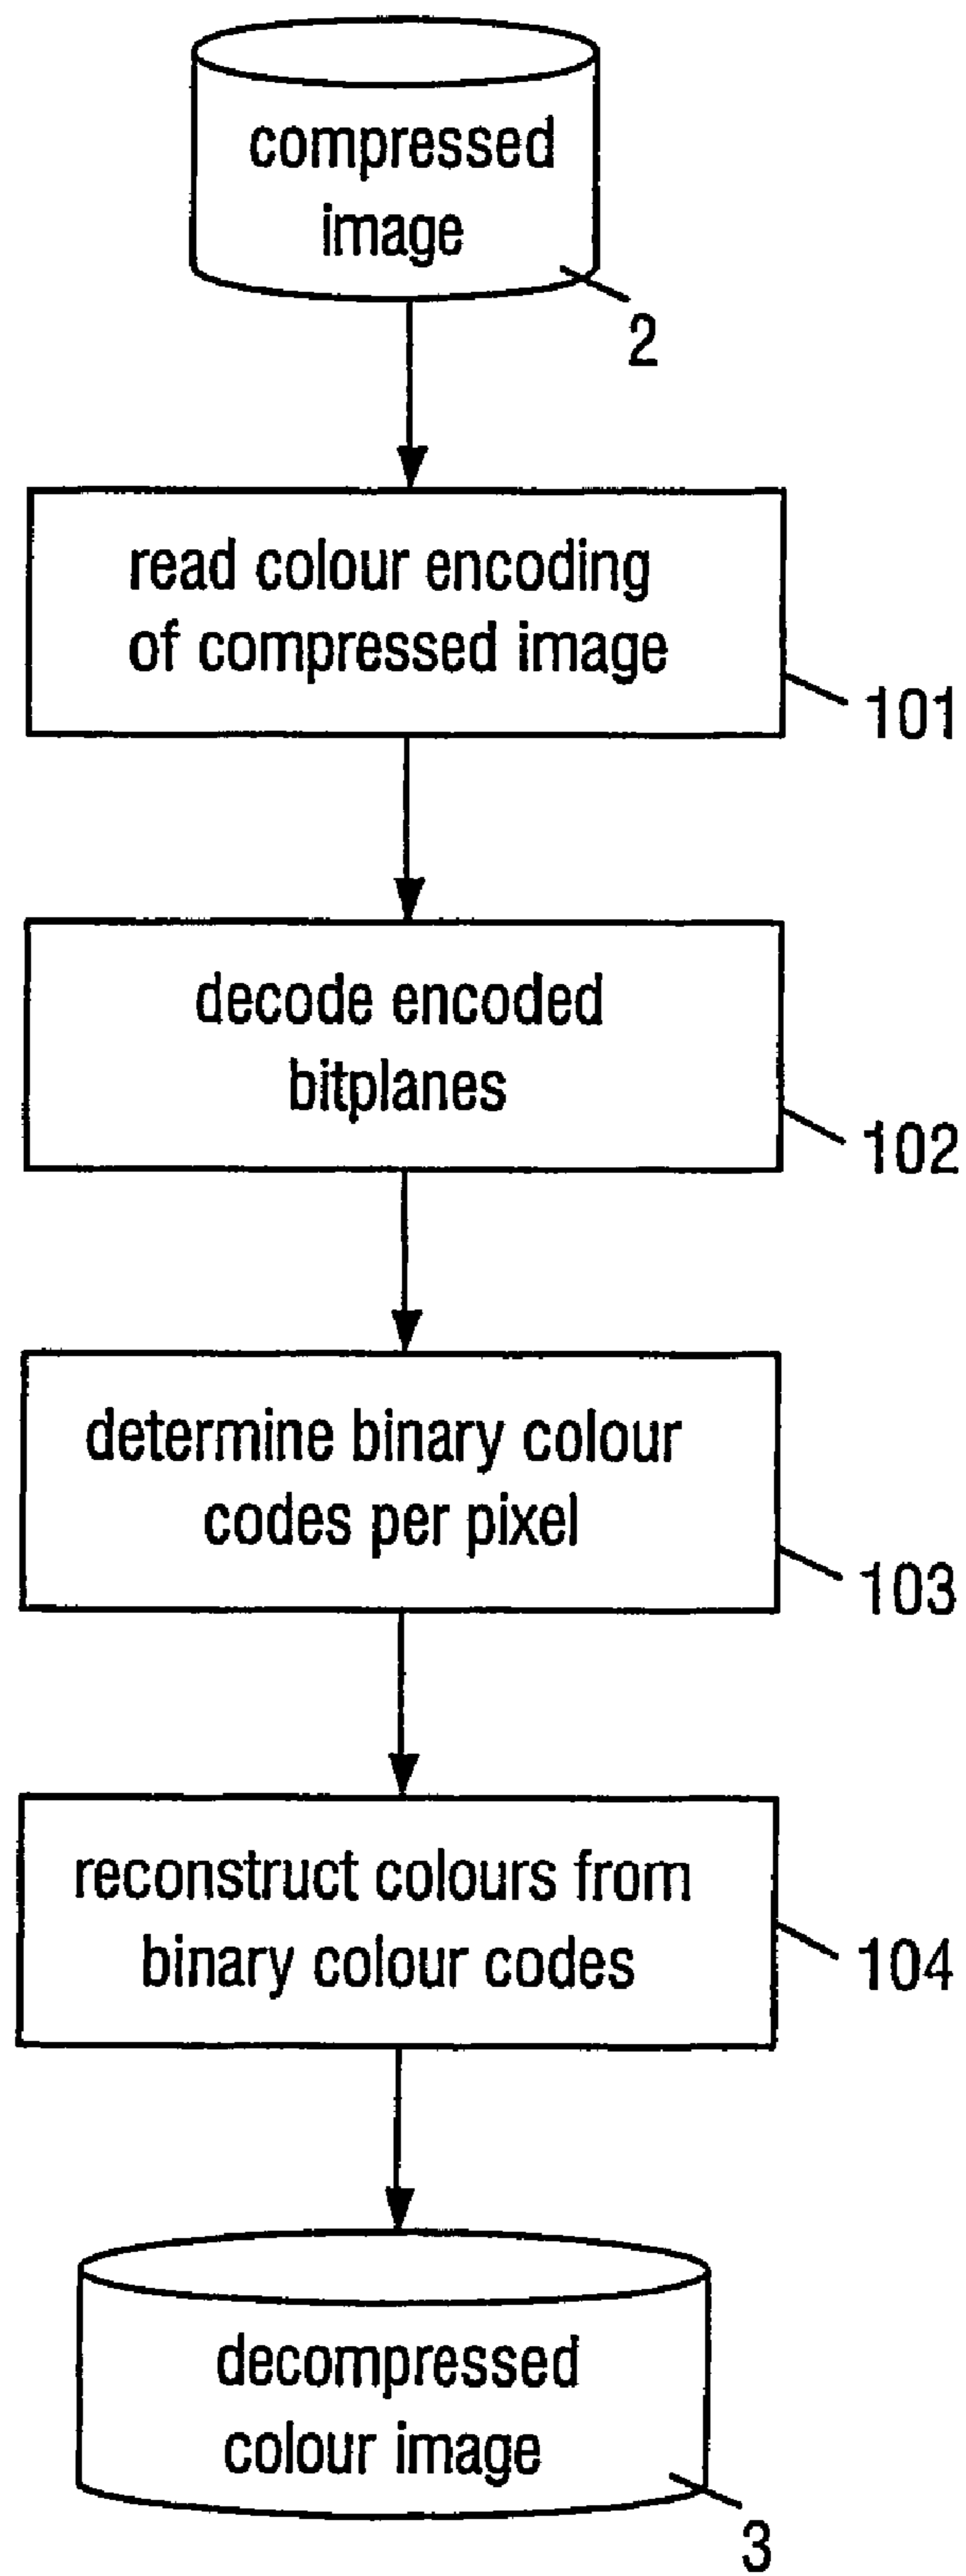 compressed
image
2
read colour encoding
of compressed image
101
decode encoded
bitplanes
102
determine binary colour
codes per pixel
103
reconstruct colours from
binary colour codes
104
decompressed
colour image
3